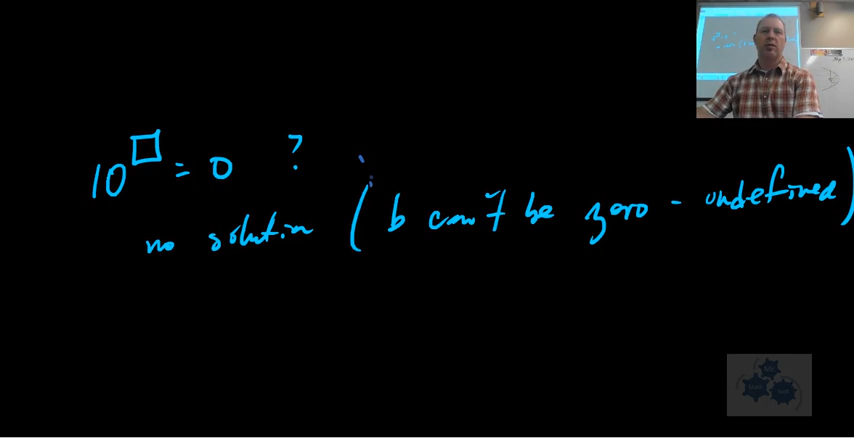 10^□ = 0 ?
no solution ( b can't be zero - undefined )